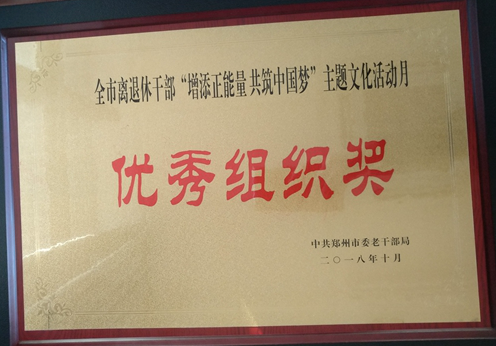 全市离退休干部“增添正能量 共筑中国梦”主题文化活动月
优秀组织奖
中共郑州市委老干部局
二〇一八年十月